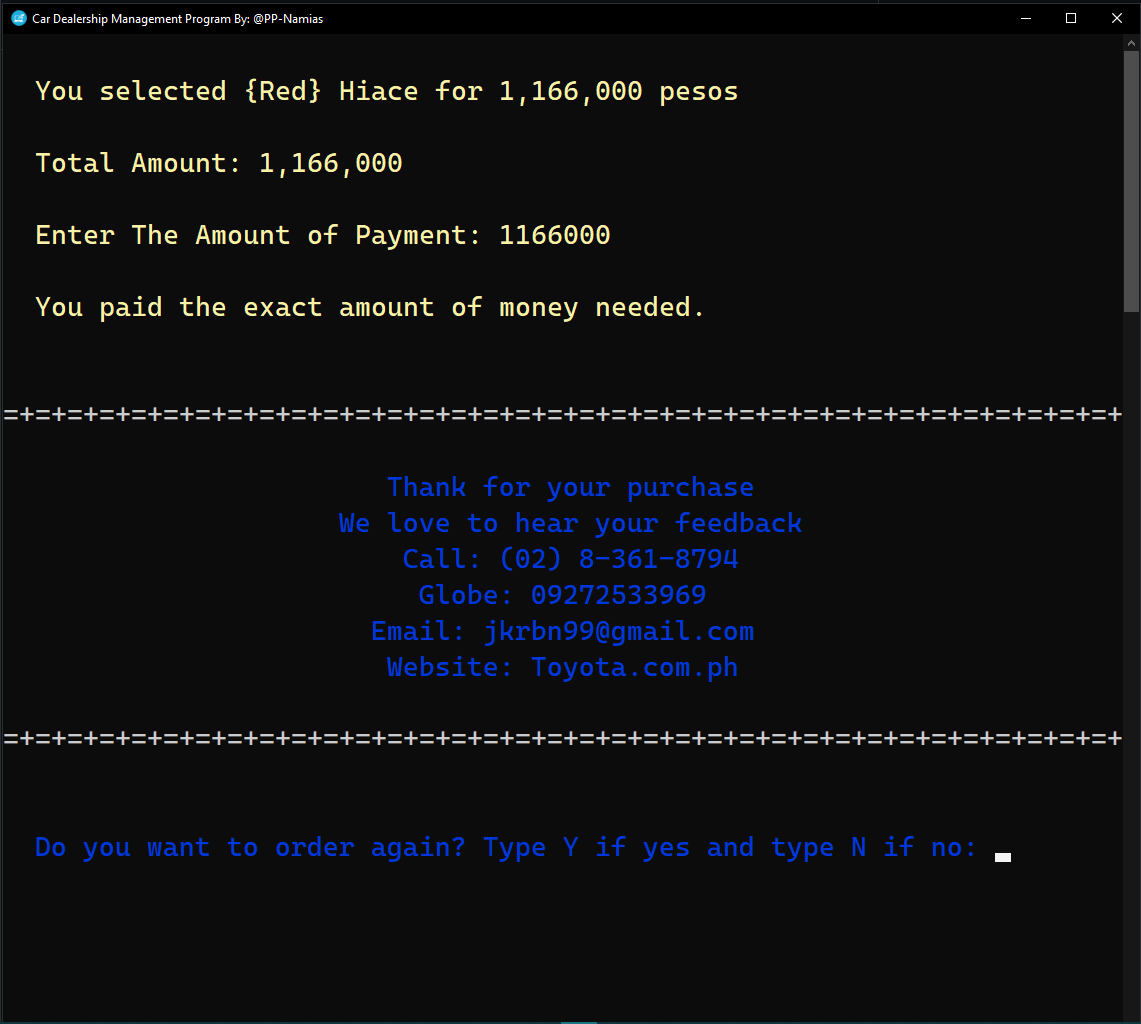 Car Dealership Management Program By: @PP-Namias
You selected {Red} Hiace for 1,166,000 pesos
Total Amount: 1,166,000
Enter The Amount of Payment: 1166000
You paid the exact amount of money needed.
=+=+=+=+=+=+=+=+=+=+=+=+=+=+=+=+=+=+=+=+=+=+=+=+=+=+=+=+=+=+=+=+=+=+=+
Thank for your purchase
We love to hear your feedback
Call: (02) 8-361-8794
Globe: 09272533969
Email: jkrbn99@gmail.com
Website: Toyota.com.ph
=+=+=+=+=+=+=+=+=+=+=+=+=+=+=+=+=+=+=+=+=+=+=+=+=+=+=+=+=+=+=+=+=+=+=+
Do you want to order again? Type Y if yes and type N if no: